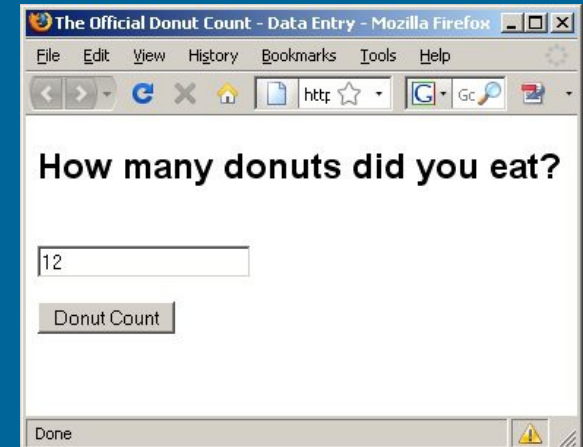 The Official Donut Count - Data Entry - Mozilla Firefox
File Edit View History Bookmarks Tools Help
http G Gc
How many donuts did you eat?
12
Donut Count
Done